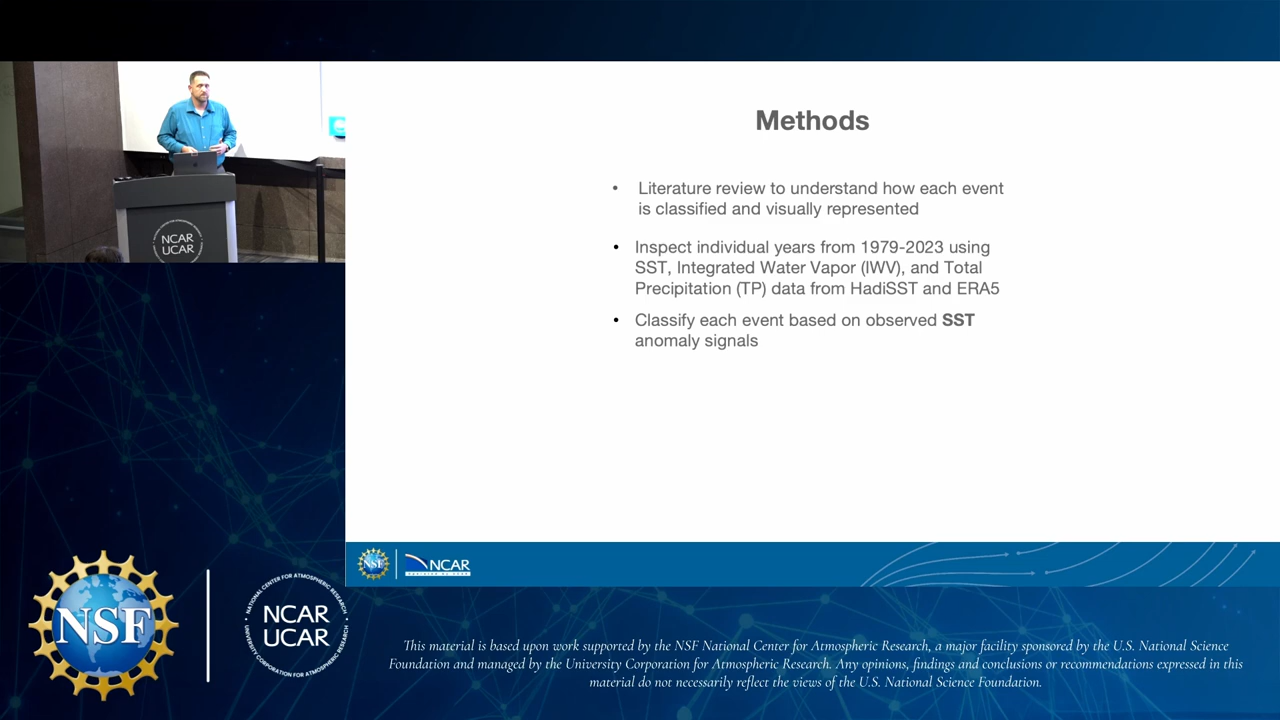 Methods
• Literature review to understand how each event
is classified and visually represented
• Inspect individual years from 1979-2023 using
SST, Integrated Water Vapor (IWV), and Total
Precipitation (TP) data from HadiSST and ERA5
• Classify each event based on observed SST
anomaly signals
NCAR
UCAR
NSF
NCAR
NSF
NATIONAL CENTER FOR ATMOSPHERIC RESEARCH
NCAR
UCAR
UNIVERSITY CORPORATION FOR ATMOSPHERIC RESEARCH
This material is based upon work supported by the NSF National Center for Atmospheric Research, a major facility sponsored by the U.S. National Science
Foundation and managed by the University Corporation for Atmospheric Research. Any opinions, findings and conclusions or recommendations expressed in this
material do not necessarily reflect the views of the U.S. National Science Foundation.